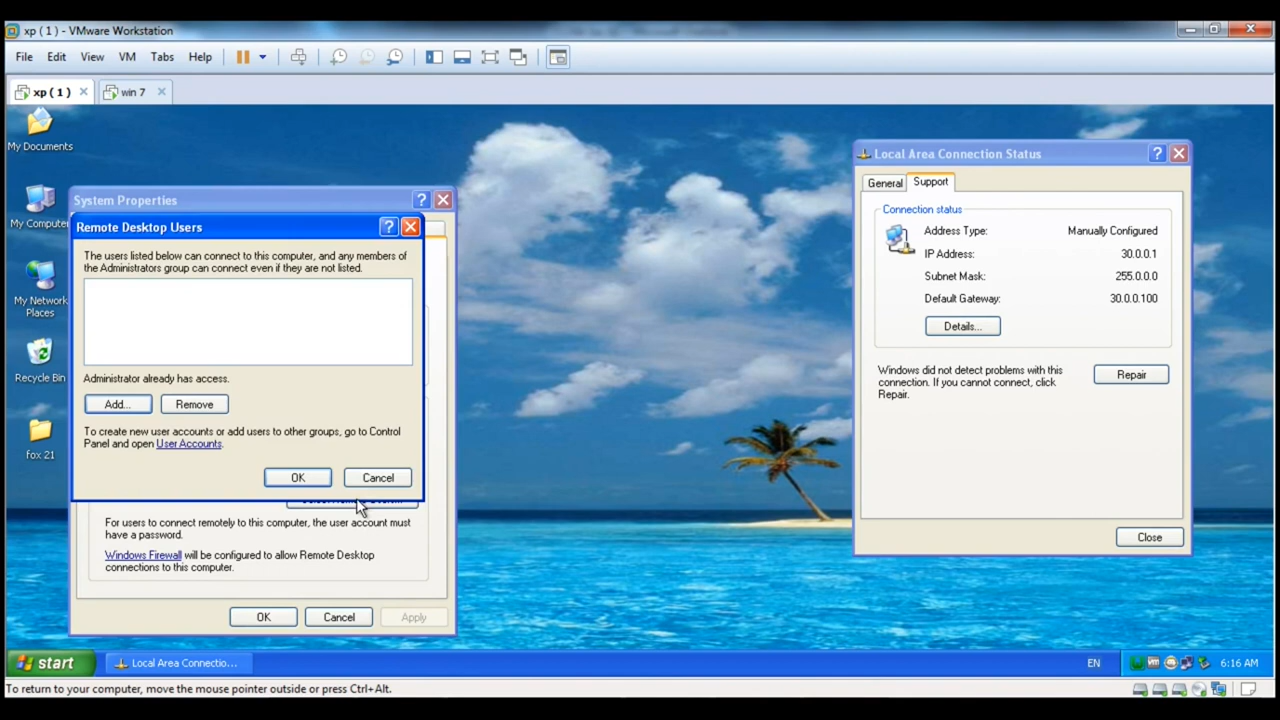 xp ( 1 ) - VMware Workstation
File Edit View VM Tabs Help
xp ( 1 ) win 7
My Documents
My Computer
My Network
Places
Recycle Bin
fox 21
System Properties
Remote Desktop Users
The users listed below can connect to this computer, and any members of
the Administrators group can connect even if they are not listed.
Administrator already has access.
Add... Remove
To create new user accounts or add users to other groups, go to Control
Panel and open User Accounts.
OK Cancel
For users to connect remotely to this computer, the user account must
have a password.
Windows Firewall will be configured to allow Remote Desktop
connections to this computer.
OK Cancel Apply
Local Area Connection Status
General Support
Connection status
Address Type: Manually Configured
IP Address: 30.0.0.1
Subnet Mask: 255.0.0.0
Default Gateway: 30.0.0.100
Details...
Windows did not detect problems with this
connection. If you cannot connect, click
Repair.
Repair
Close
start Local Area Connectio... EN 6:16 AM
To return to your computer, move the mouse pointer outside or press Ctrl+Alt.